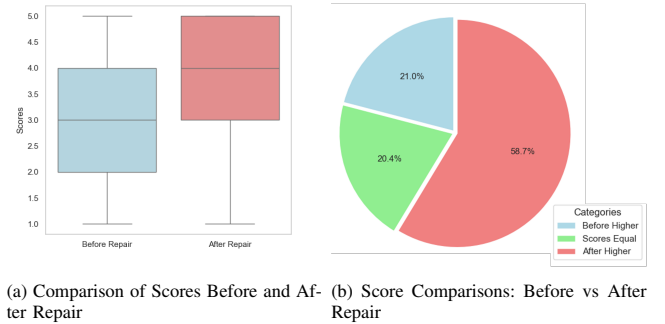 5.0
4.5
4.0
3.5
3.0
2.5
2.0
1.5
1.0
Scores
Before Repair
After Repair
21.0%
20.4%
58.7%
Categories
Before Higher
Scores Equal
After Higher
(a) Comparison of Scores Before and Af-
ter Repair
(b) Score Comparisons: Before vs After
Repair